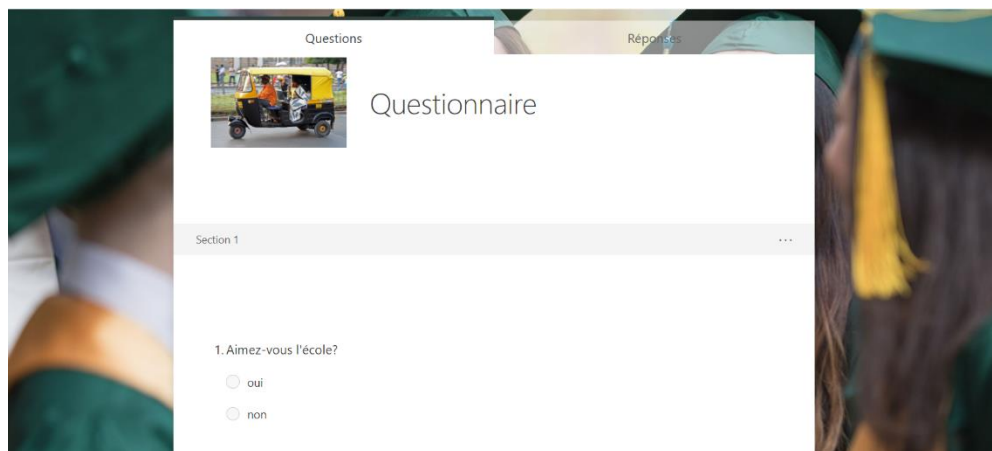 Questions
Réponses
Questionnaire
Section 1
1. Aimez-vous l'école?
oui
non